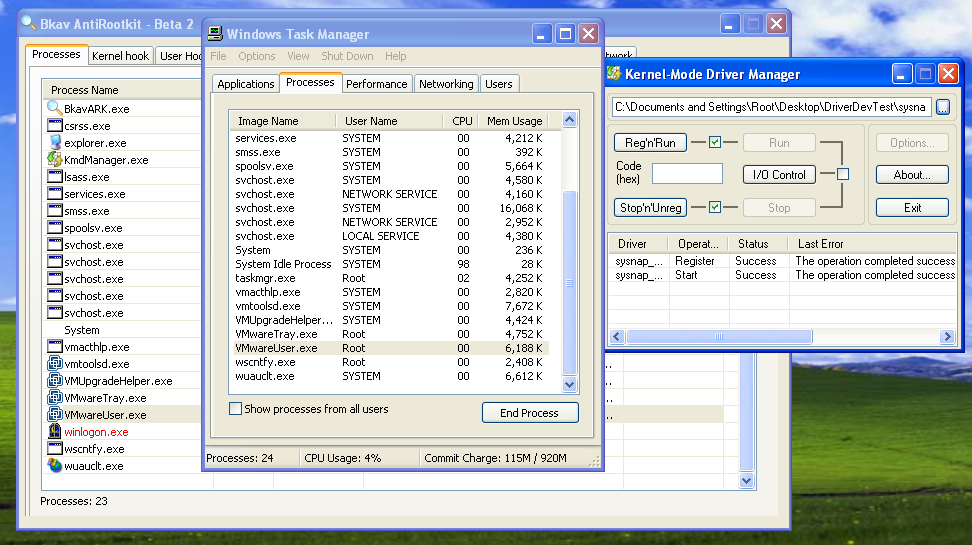 Bkav AntiRootkit - Beta 2
Processes Kernel hook User Hoo
Process Name
BkavARK.exe
csrss.exe
explorer.exe
KmdManager.exe
lsass.exe
services.exe
smss.exe
spoolsv.exe
svchost.exe
svchost.exe
svchost.exe
svchost.exe
svchost.exe
System
vmacthlp.exe
vmtoolsd.exe
VMUpgradeHelper.exe
VMwareTray.exe
VMwareUser.exe
winlogon.exe
wscntfy.exe
wuauclt.exe
Processes: 23
Windows Task Manager
File Options View Shut Down Help
Applications Processes Performance Networking Users
Image Name User Name CPU Mem Usage
services.exe SYSTEM 00 4,212 K
smss.exe SYSTEM 00 392 K
spoolsv.exe SYSTEM 00 5,664 K
svchost.exe SYSTEM 00 4,580 K
svchost.exe NETWORK SERVICE 00 4,160 K
svchost.exe SYSTEM 00 16,068 K
svchost.exe NETWORK SERVICE 00 2,952 K
svchost.exe LOCAL SERVICE 00 4,380 K
System SYSTEM 00 236 K
System Idle Process SYSTEM 98 28 K
taskmgr.exe Root 02 4,252 K
vmacthlp.exe SYSTEM 00 2,820 K
vmtoolsd.exe SYSTEM 00 7,672 K
VMUpgradeHelper... SYSTEM 00 4,424 K
VMwareTray.exe Root 00 4,752 K
VMwareUser.exe Root 00 6,188 K
wscntfy.exe Root 00 2,408 K
wuauclt.exe SYSTEM 00 6,612 K
Show processes from all users
End Process
Processes: 24 CPU Usage: 4% Commit Charge: 115M / 920M
Kernel-Mode Driver Manager
C:\Documents and Settings\Root\Desktop\DriverDevTest\sysna ...
Reg'n'Run Run Options...
Code
(hex) I/O Control About...
Stop'n'Unreg Stop Exit
Driver Operat... Status Last Error
sysnap_... Register Success The operation completed success
sysnap_... Start Success The operation completed success